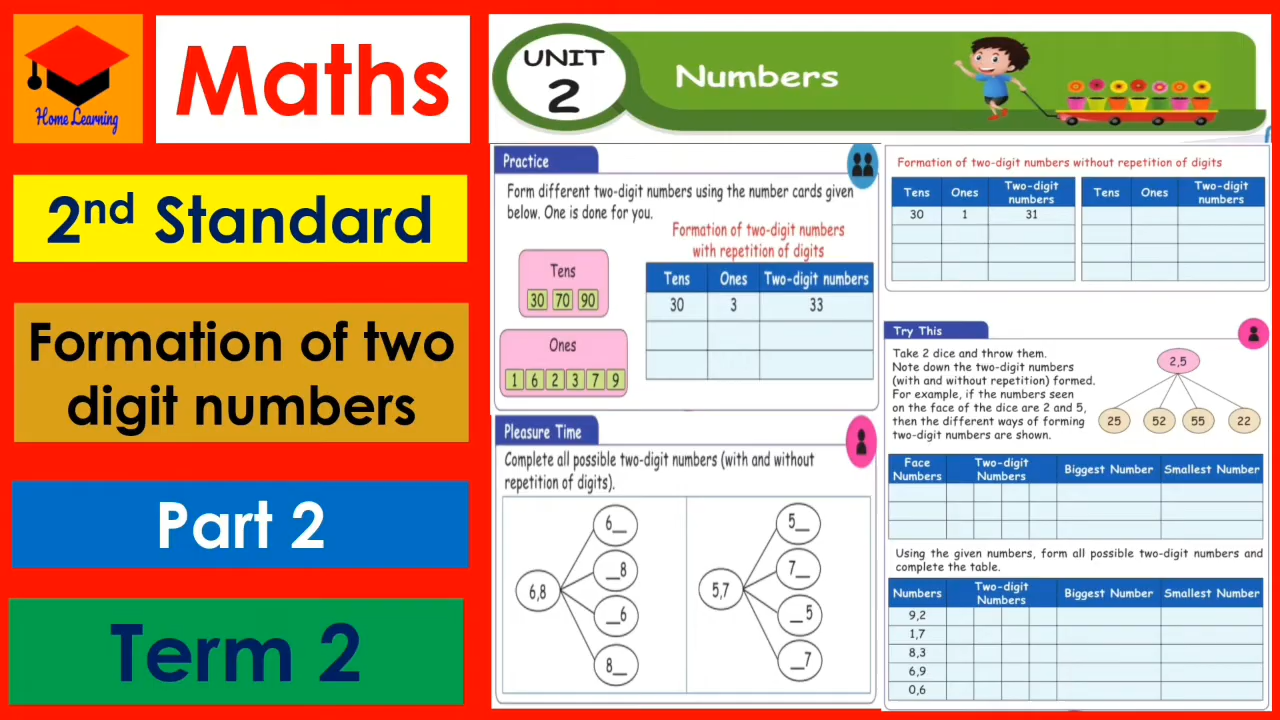 Home Learning
Maths
2nd Standard
Formation of two
digit numbers
Part 2
Term 2
UNIT
2
Numbers
Practice
Form different two-digit numbers using the number cards given
below. One is done for you.
Formation of two-digit numbers
with repetition of digits
Tens
30 70 90
Ones
1 6 2 3 7 9
Tens Ones Two-digit numbers
30 3 33
Pleasure Time
Complete all possible two-digit numbers (with and without
repetition of digits).
6,8
6__
__8
__6
8__
5,7
5__
7__
__5
__7
Formation of two-digit numbers without repetition of digits
Tens Ones Two-digit numbers Tens Ones Two-digit numbers
30 1 31
Try This
Take 2 dice and throw them.
Note down the two-digit numbers
(with and without repetition) formed.
For example, if the numbers seen
on the face of the dice are 2 and 5,
then the different ways of forming
two-digit numbers are shown.
2,5
25 52 55 22
Face Numbers Two-digit Numbers Biggest Number Smallest Number
Using the given numbers, form all possible two-digit numbers and
complete the table.
Numbers Two-digit Numbers Biggest Number Smallest Number
9,2
1,7
8,3
6,9
0,6